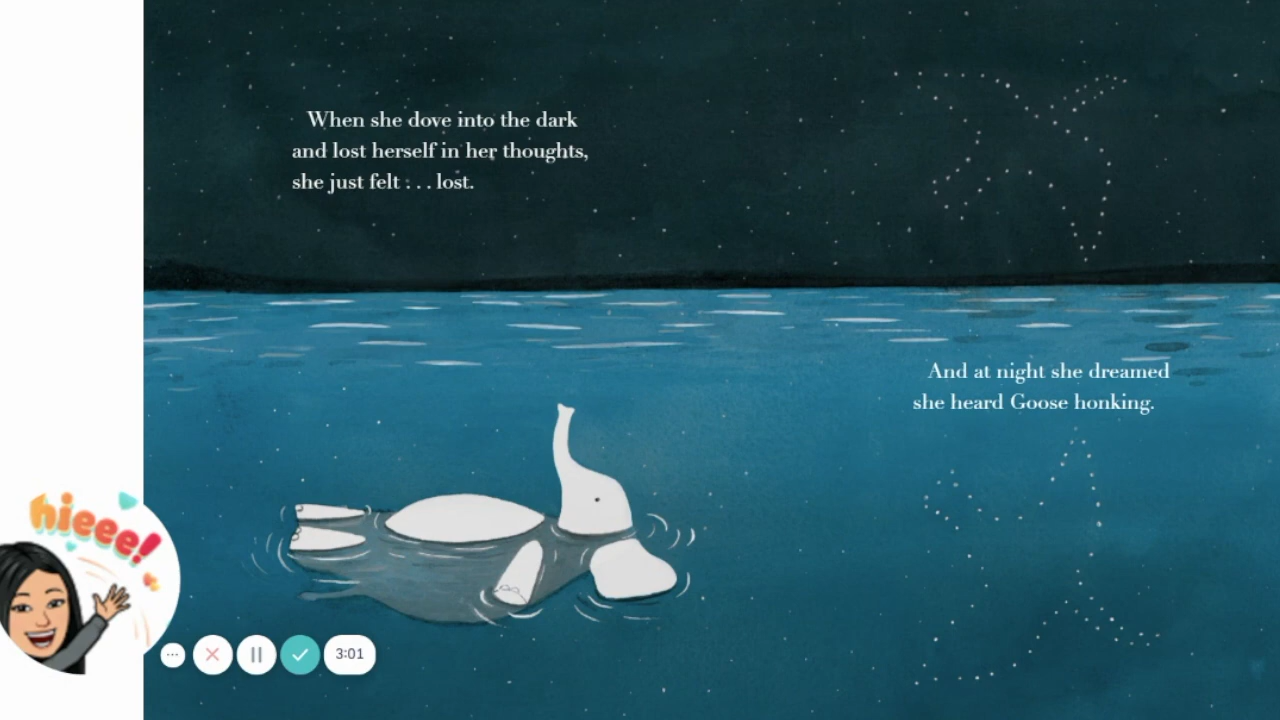 When she dove into the dark
and lost herself in her thoughts,
she just felt . . . lost.
And at night she dreamed
she heard Goose honking.
hieee!
3:01